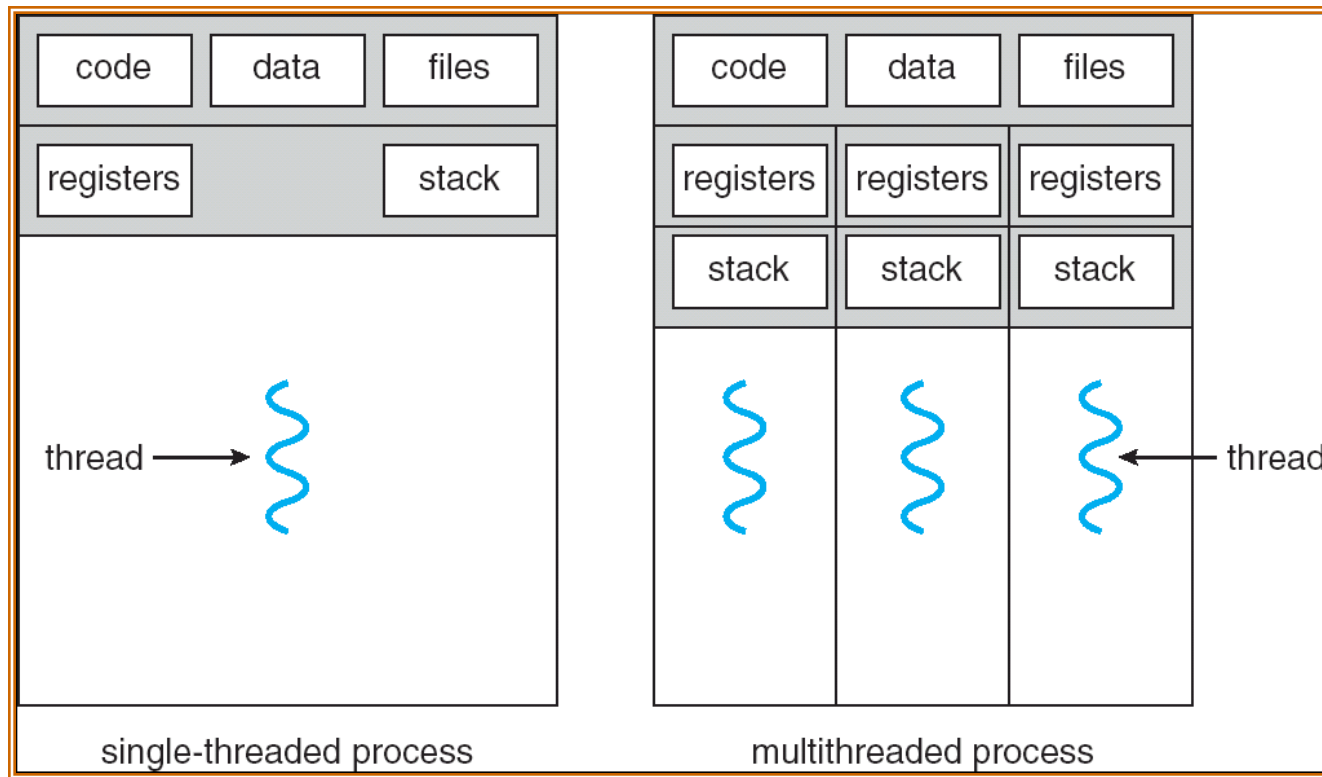 code data files code data files
registers stack registers registers registers
stack stack stack
thread thread
single-threaded process multithreaded process